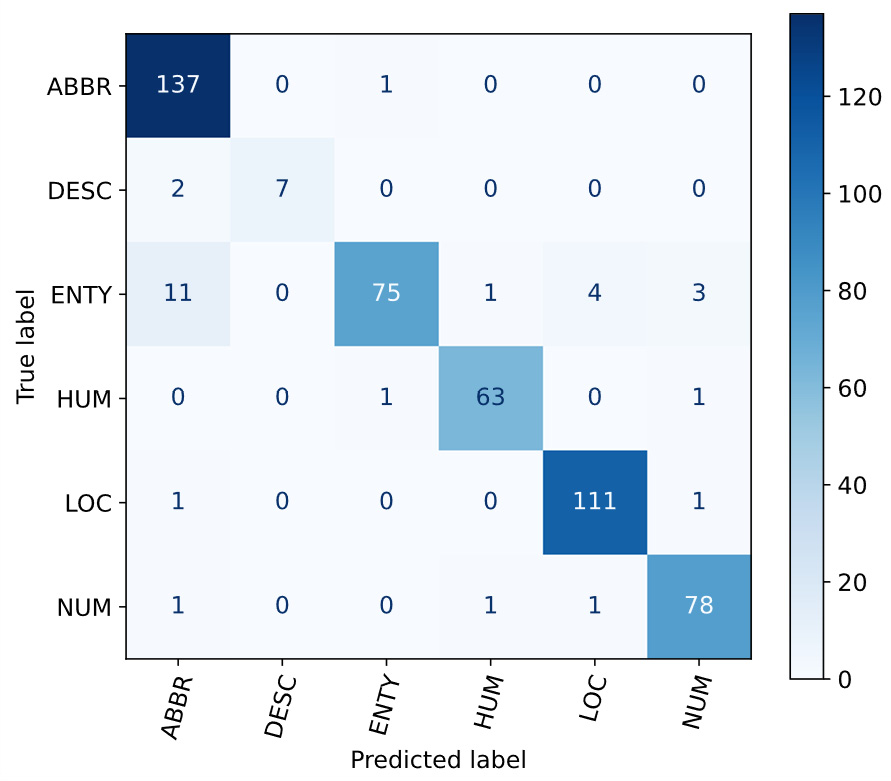 ABBR 137 0 1 0 0 0
DESC 2 7 0 0 0 0
ENTY 11 0 75 1 4 3
HUM 0 0 1 63 0 1
LOC 1 0 0 0 111 1
NUM 1 0 0 1 1 78
ABBR DESC ENTY HUM LOC NUM
Predicted label
True label
120
100
80
60
40
20
0